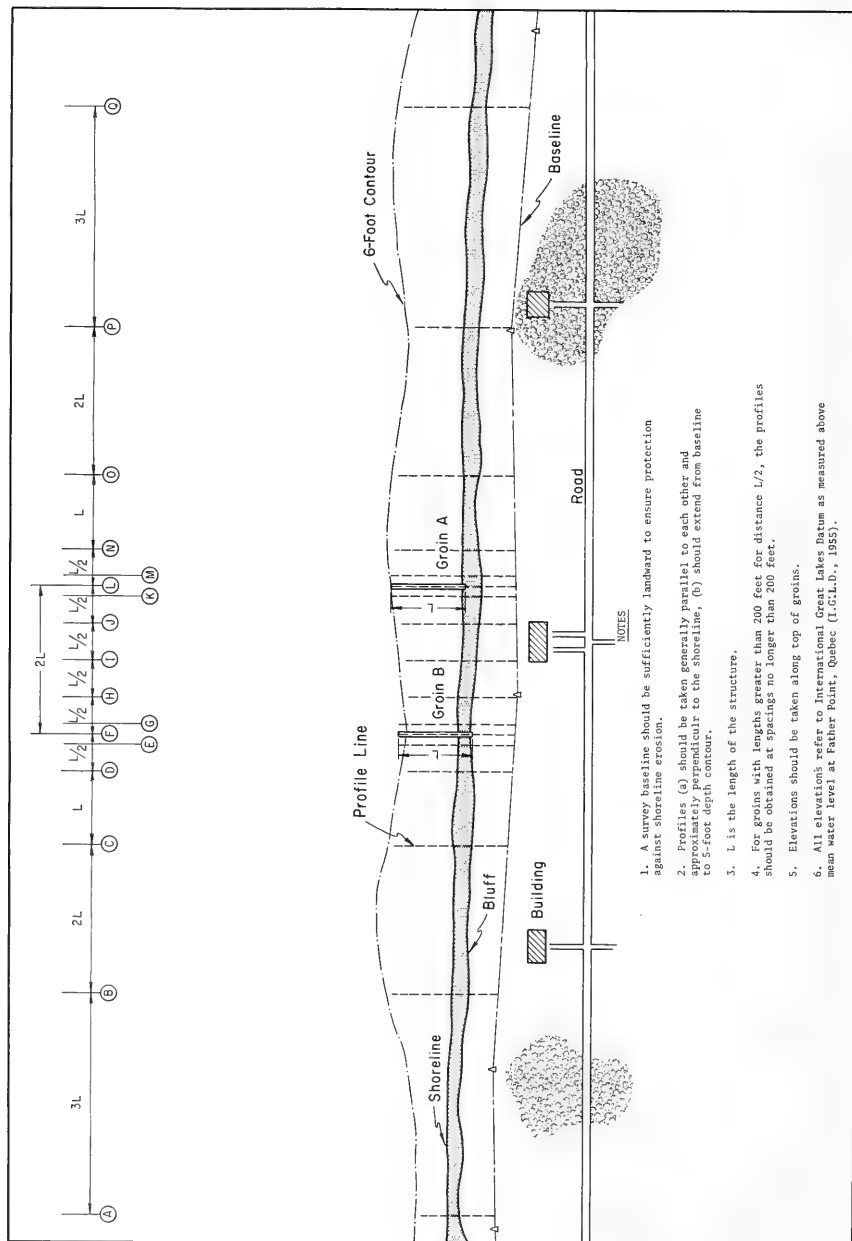 3L
2L
L
L/2
L/2
L/2
L/2
L/2
L/2
L
2L
3L
2L
A
B
C
D
E
F
G
H
I
J
K
L
M
N
O
P
Q
6-Foot Contour
Profile Line
Groin B
Groin A
L
L
Shoreline
Bluff
Baseline
Building
Road
NOTES
1. A survey baseline should be sufficiently landward to ensure protection
against shoreline erosion.
2. Profiles (a) should be taken generally parallel to each other and
approximately perpendiculr to the shoreline, (b) should extend from baseline
to 5-foot depth contour.
3. L is the length of the structure.
4. For groins with lengths greater than 200 feet for distance L/2, the profiles
should be obtained at spacings no longer than 200 feet.
5. Elevations should be taken along top of groins.
6. All elevations refer to International Great Lakes Datum as measured above
mean water level at Father Point, Quebec (I.G.L.D., 1955).